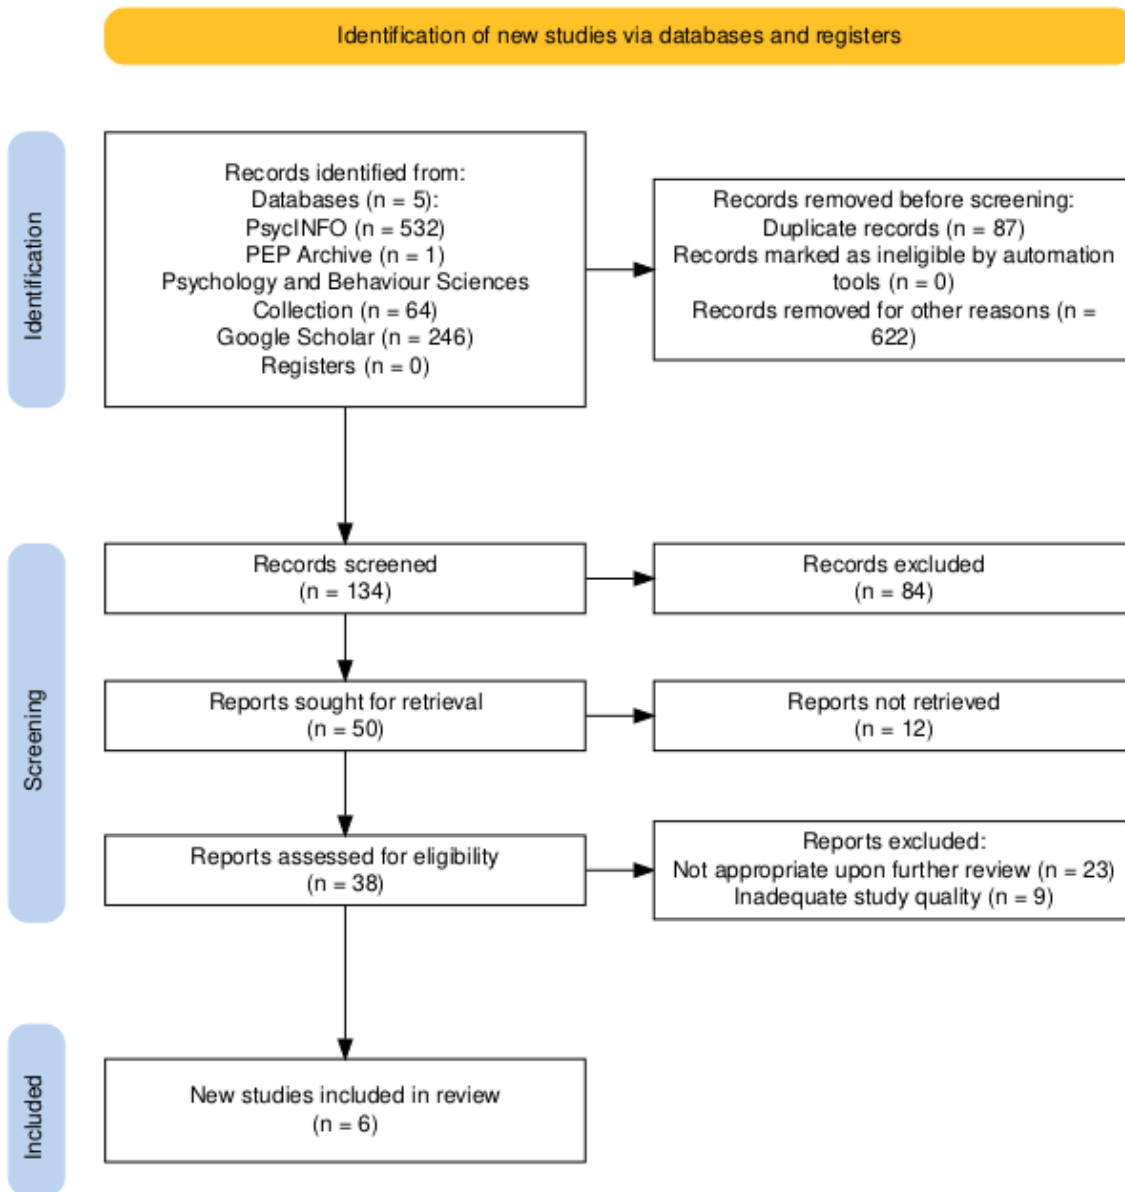 Identification of new studies via databases and registers
Identification
Records identified from:
Databases (n = 5):
PsycINFO (n = 532)
PEP Archive (n = 1)
Psychology and Behaviour Sciences
Collection (n = 64)
Google Scholar (n = 246)
Registers (n = 0)
Records removed before screening:
Duplicate records (n = 87)
Records marked as ineligible by automation
tools (n = 0)
Records removed for other reasons (n =
622)
Screening
Records screened
(n = 134)
Records excluded
(n = 84)
Reports sought for retrieval
(n = 50)
Reports not retrieved
(n = 12)
Reports assessed for eligibility
(n = 38)
Reports excluded:
Not appropriate upon further review (n = 23)
Inadequate study quality (n = 9)
Included
New studies included in review
(n = 6)